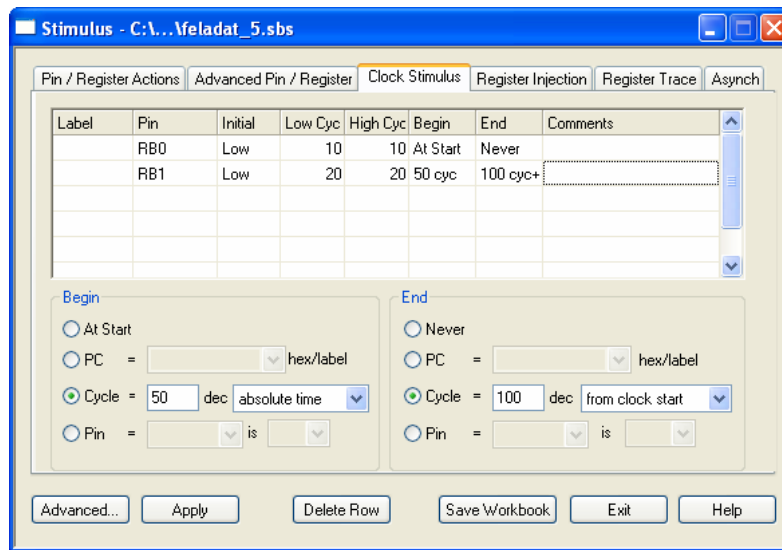 Stimulus - C:\...\feladat_5.sbs
Pin / Register Actions Advanced Pin / Register Clock Stimulus Register Injection Register Trace Asynch
Label Pin Initial Low Cyc High Cyc Begin End Comments
RB0 Low 10 10 At Start Never
RB1 Low 20 20 50 cyc 100 cyc+
Begin End
At Start Never
PC = hex/label PC = hex/label
Cycle = 50 dec absolute time Cycle = 100 dec from clock start
Pin = is Pin = is
Advanced... Apply Delete Row Save Workbook Exit Help